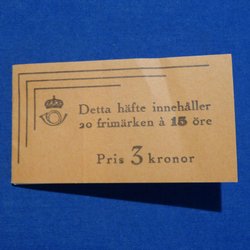 Detta häfte innehåller
20 frimärken à 15 öre
Pris 3 kronor